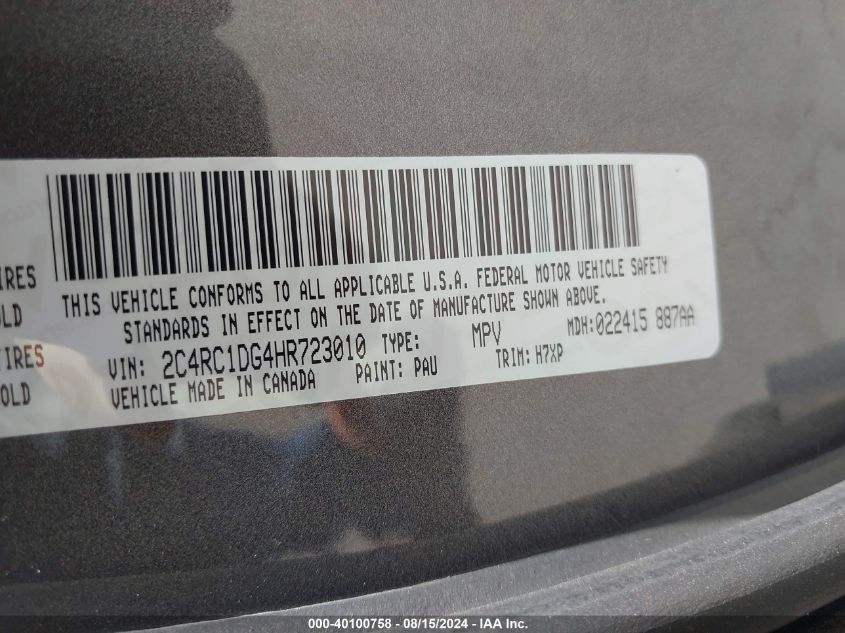 THIS VEHICLE CONFORMS TO ALL APPLICABLE U.S.A. FEDERAL MOTOR VEHICLE SAFETY
STANDARDS IN EFFECT ON THE DATE OF MANUFACTURE SHOWN ABOVE.
VIN: 2C4RC1DG4HR723010 TYPE: MPV MDH:022415 887AA
VEHICLE MADE IN CANADA PAINT: PAU TRIM: H7XP
IRES
OLD
TIRES
OLD
000-40100758 - 08/15/2024 - IAA Inc.